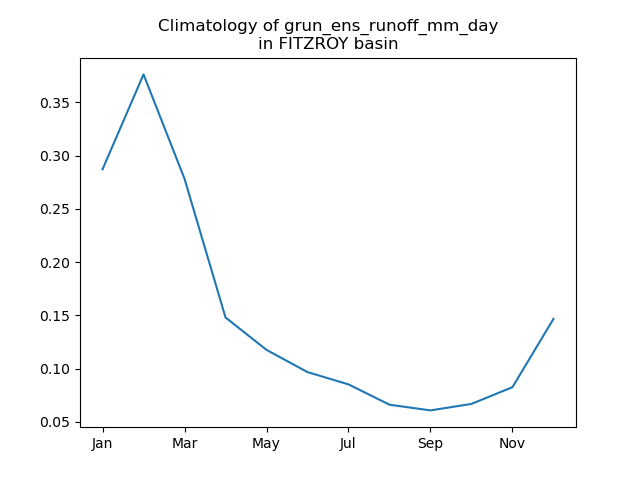 Climatology of grun_ens_runoff_mm_day
in FITZROY basin
0.35
0.30
0.25
0.20
0.15
0.10
0.05
Jan
Mar
May
Jul
Sep
Nov